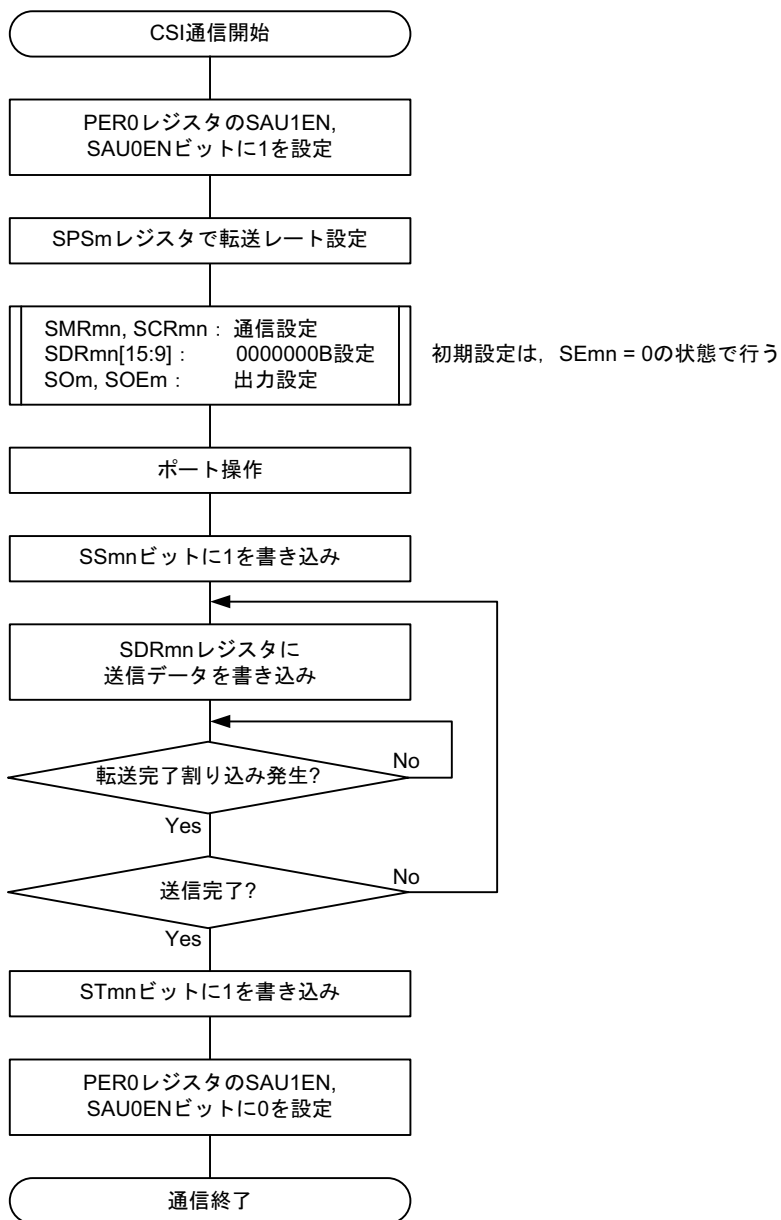 CSI通信開始
PER0レジスタのSAU1EN,
SAU0ENビットに1を設定
SPSmレジスタで転送レート設定
SMRmn, SCRmn : 通信設定
SDRmn[15:9] : 0000000B設定
SOm, SOEm : 出力設定
初期設定は, SEmn = 0の状態で行う
ポート操作
SSmnビットに1を書き込み
SDRmnレジスタに
送信データを書き込み
転送完了割り込み発生?
No
Yes
送信完了?
No
Yes
STmnビットに1を書き込み
PER0レジスタのSAU1EN,
SAU0ENビットに0を設定
通信終了